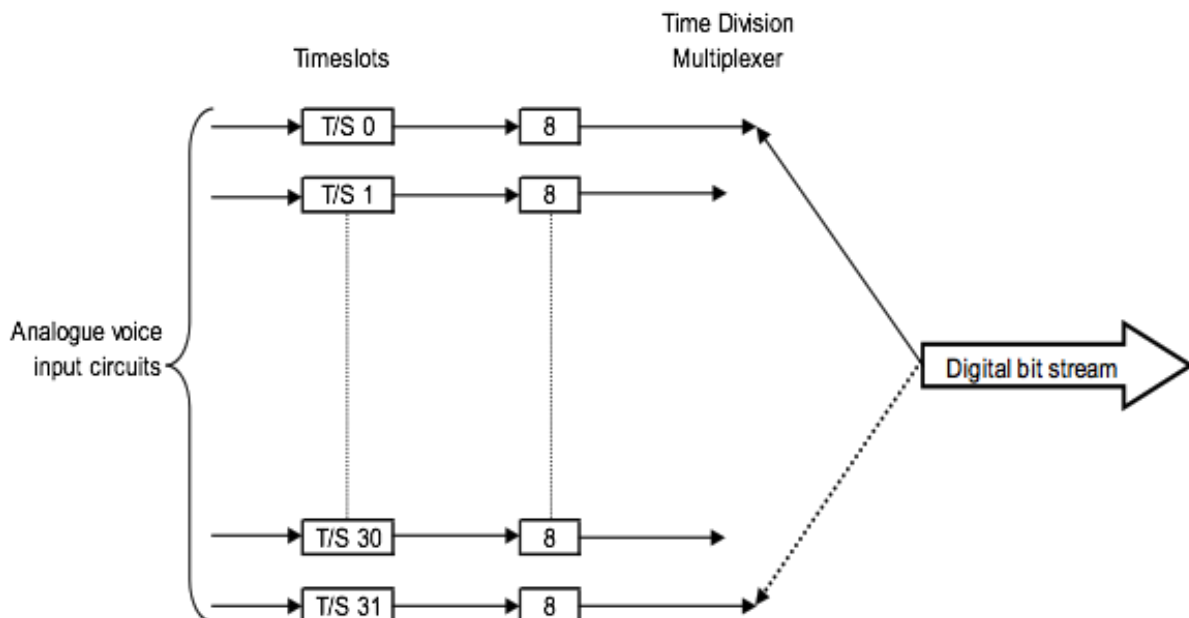 Time Division
Multiplexer
Timeslots
T/S 0
8
T/S 1
8
Analogue voice
input circuits
Digital bit stream
T/S 30
8
T/S 31
8